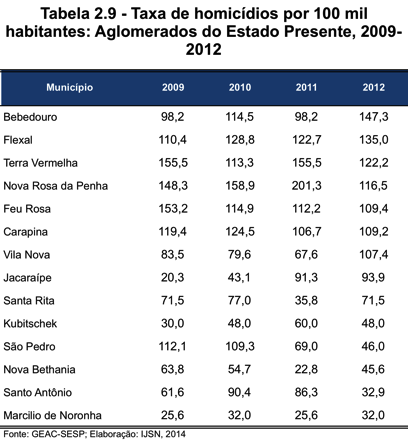 Tabela 2.9 - Taxa de homicídios por 100 mil
habitantes: Aglomerados do Estado Presente, 2009-
2012
Município 2009 2010 2011 2012
Bebedouro 98,2 114,5 98,2 147,3
Flexal 110,4 128,8 122,7 135,0
Terra Vermelha 155,5 113,3 155,5 122,2
Nova Rosa da Penha 148,3 158,9 201,3 116,5
Feu Rosa 153,2 114,9 112,2 109,4
Carapina 119,4 124,5 106,7 109,2
Vila Nova 83,5 79,6 67,6 107,4
Jacaraípe 20,3 43,1 91,3 93,9
Santa Rita 71,5 77,0 35,8 71,5
Kubitschek 30,0 48,0 60,0 48,0
São Pedro 112,1 109,3 69,0 46,0
Nova Bethania 63,8 54,7 22,8 45,6
Santo Antônio 61,6 90,4 86,3 32,9
Marcilio de Noronha 25,6 32,0 25,6 32,0
Fonte: GEAC-SESP; Elaboração: IJSN, 2014